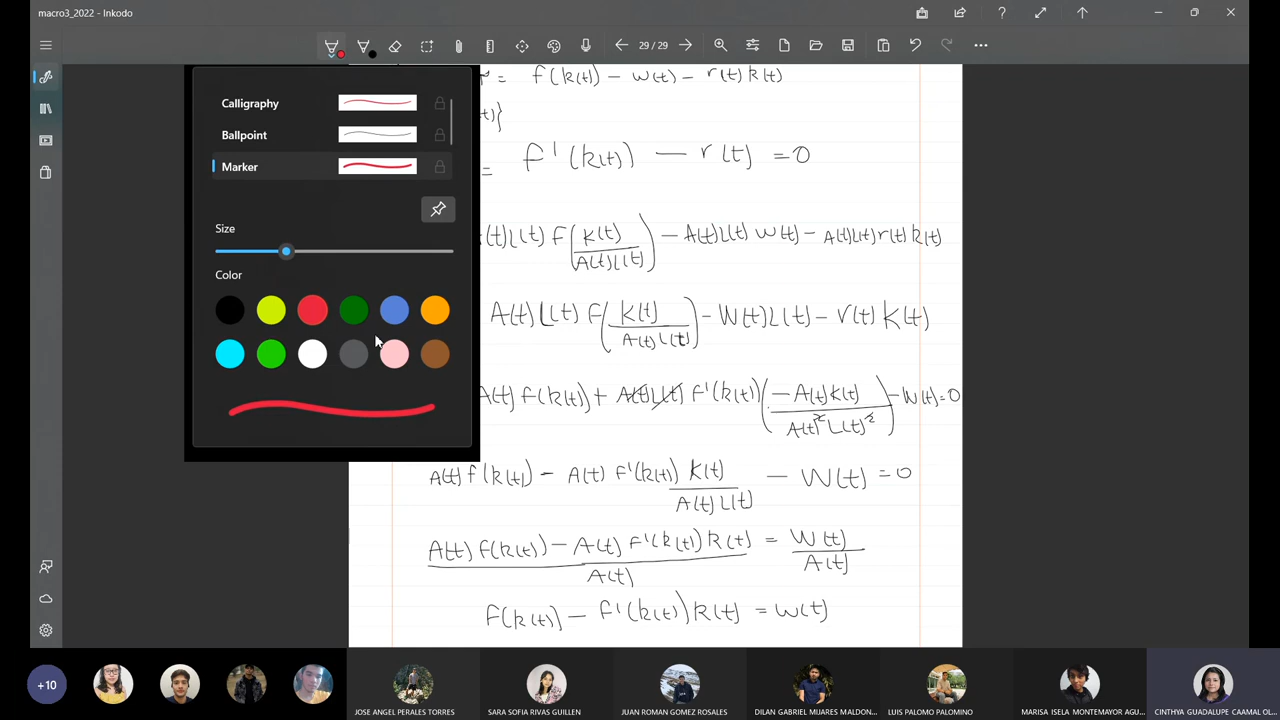 macro3_2022 - Inkodo
29 / 29
Calligraphy
Ballpoint
Marker
Size
Color
= f(k(t)) - w(t) - r(t)k(t)
(t)}
= f'(k(t)) - r(t) = 0
A(t)L(t) F(K(t)/A(t)L(t)) - A(t)L(t) w(t) - A(t)L(t) r(t) k(t)
A(t) L(t) F(K(t)/A(t)L(t)) - W(t)L(t) - r(t) K(t)
A(t) f(k(t)) + A(t)L(t) f'(k(t)) (-A(t)K(t)/A(t)²L(t)²) - W(t) = 0
A(t) f(k(t)) - A(t) f'(k(t)) K(t)/A(t)L(t) - W(t) = 0
A(t) f(k(t)) - A(t) f'(k(t)) k(t) = W(t)
A(t) A(t)
f(k(t)) - f'(k(t)) k(t) = w(t)
+10
JOSE ANGEL PERALES TORRES
SARA SOFIA RIVAS GUILLEN
JUAN ROMAN GOMEZ ROSALES
DILAN GABRIEL MIJARES MALDON...
LUIS PALOMO PALOMINO
MARISA ISELA MONTEMAYOR AGU...
CINTHYA GUADALUPE CAAMAL OL...